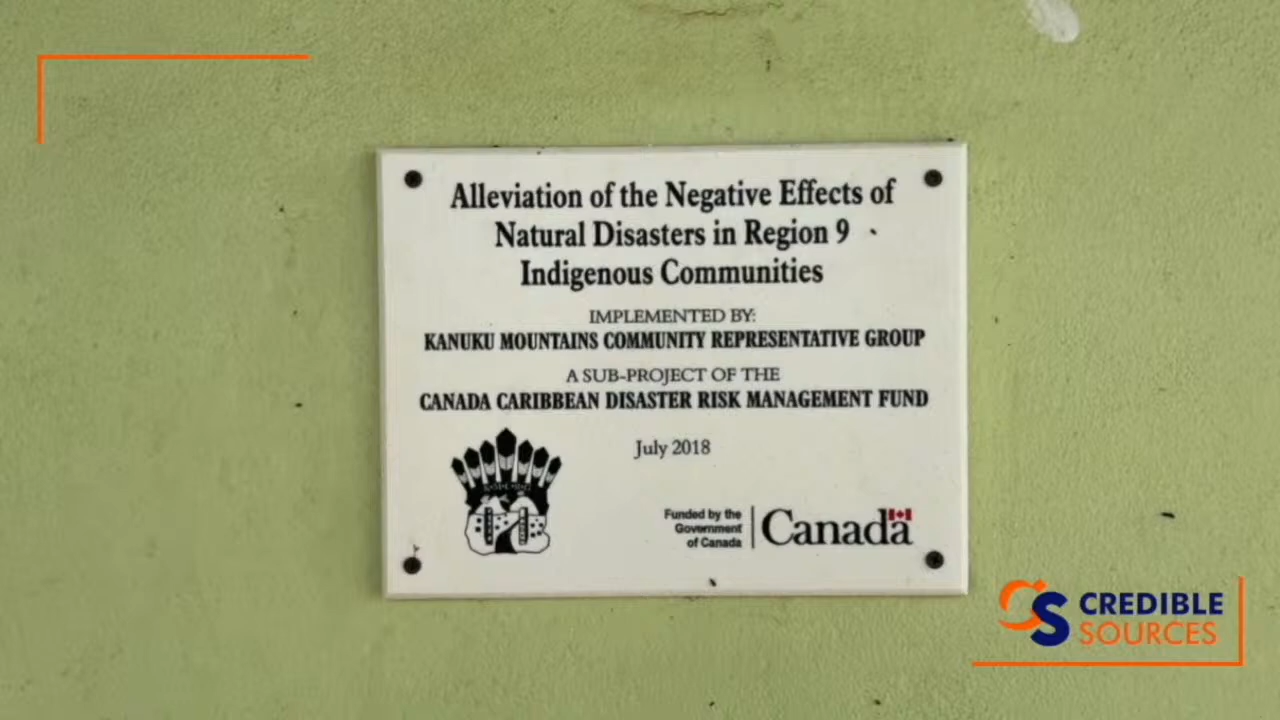 Alleviation of the Negative Effects of
Natural Disasters in Region 9
Indigenous Communities
IMPLEMENTED BY:
KANUKU MOUNTAINS COMMUNITY REPRESENTATIVE GROUP
A SUB-PROJECT OF THE
CANADA CARIBBEAN DISASTER RISK MANAGEMENT FUND
July 2018
Funded by the
Government
of Canada
Canada
CS CREDIBLE
SOURCES